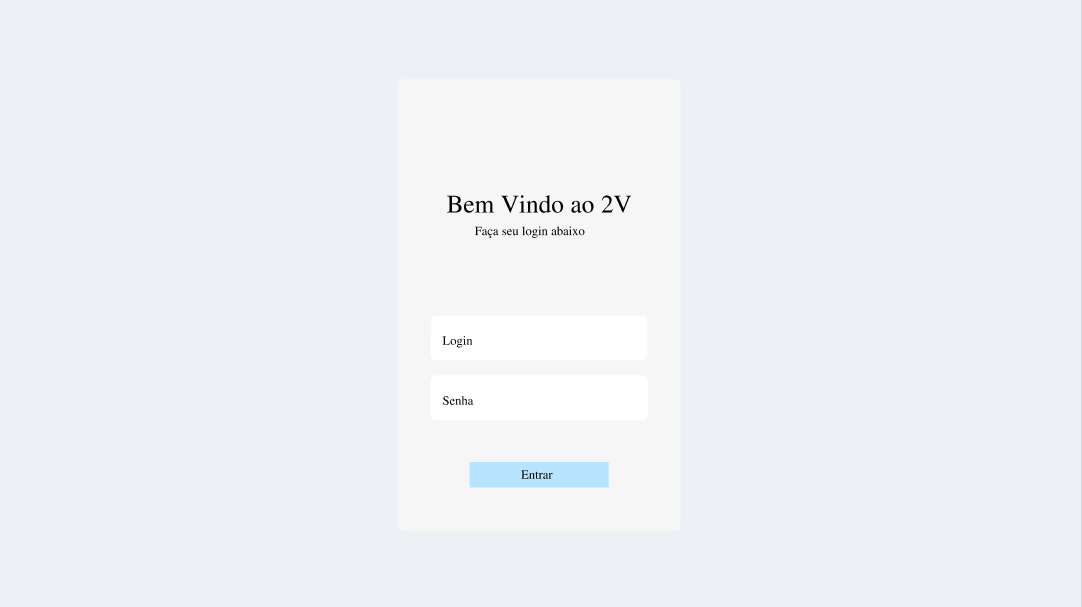 Bem Vindo ao 2V
Faça seu login abaixo
Login
Senha
Entrar